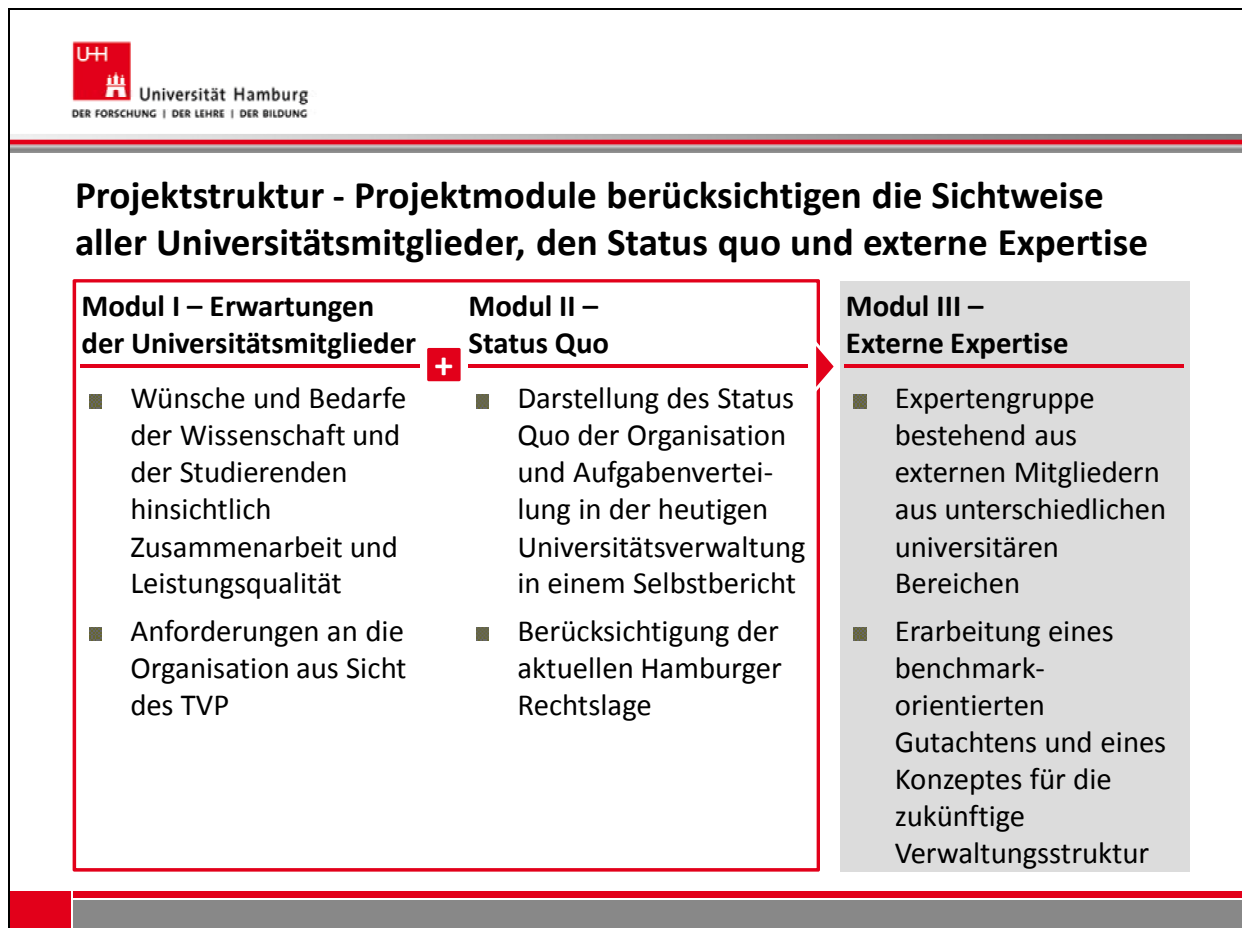 UHH
Universität Hamburg
DER FORSCHUNG | DER LEHRE | DER BILDUNG
Projektstruktur - Projektmodule berücksichtigen die Sichtweise
aller Universitätsmitglieder, den Status quo und externe Expertise
Modul I – Erwartungen
der Universitätsmitglieder
■ Wünsche und Bedarfe
der Wissenschaft und
der Studierenden
hinsichtlich
Zusammenarbeit und
Leistungsqualität
■ Anforderungen an die
Organisation aus Sicht
des TVP
+
Modul II –
Status Quo
■ Darstellung des Status
Quo der Organisation
und Aufgabenvertei-
lung in der heutigen
Universitätsverwaltung
in einem Selbstbericht
■ Berücksichtigung der
aktuellen Hamburger
Rechtslage
Modul III –
Externe Expertise
■ Expertengruppe
bestehend aus
externen Mitgliedern
aus unterschiedlichen
universitären
Bereichen
■ Erarbeitung eines
benchmark-
orientierten
Gutachtens und eines
Konzeptes für die
zukünftige
Verwaltungsstruktur